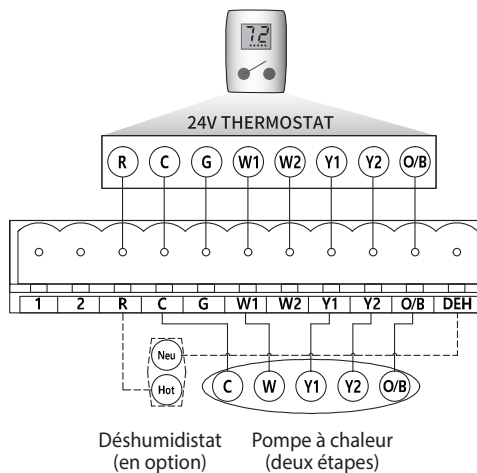 72
24V THERMOSTAT
R C G W1 W2 Y1 Y2 O/B
1 2 R C G W1 W2 Y1 Y2 O/B DEH
Neu
Hot
C W Y1 Y2 O/B
Déshumidistat
(en option)
Pompe à chaleur
(deux étapes)